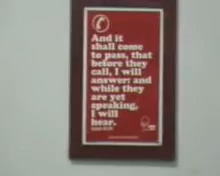 And it
shall come
to pass, that
before they
call, I will
answer: and
while they
are yet
speaking,
I will
hear.